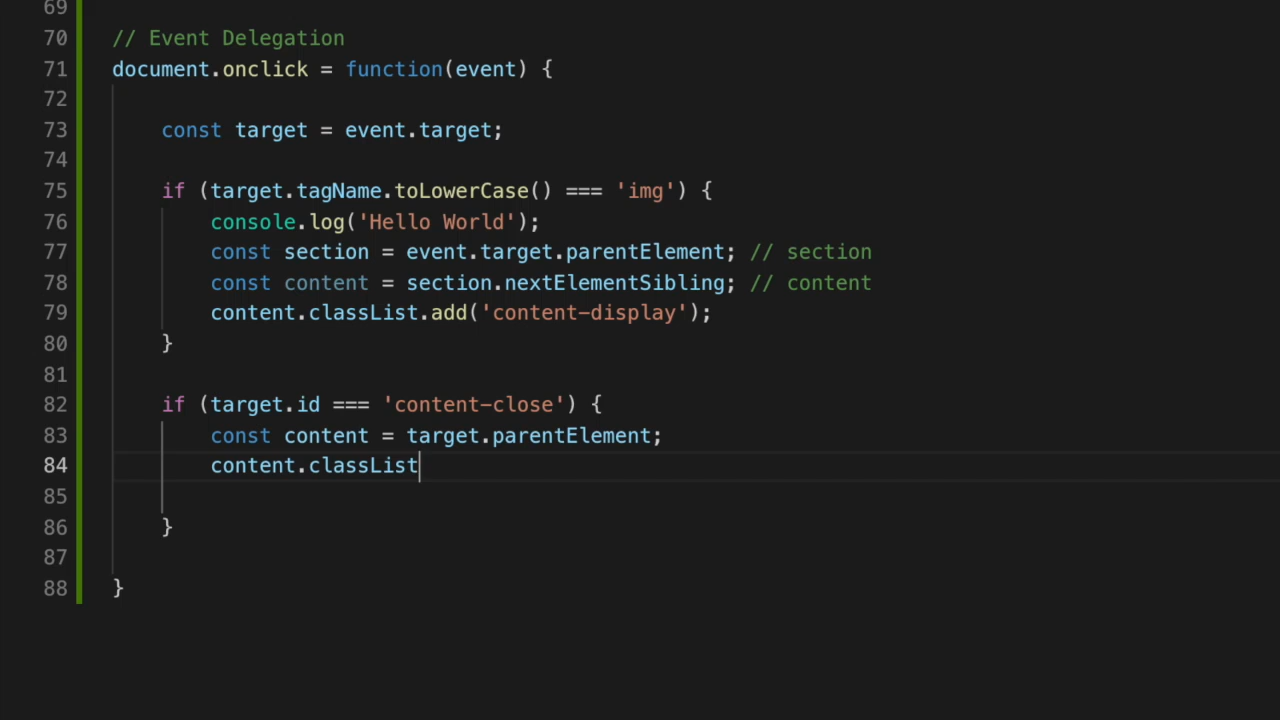 69
70 // Event Delegation
71 document.onclick = function(event) {
72
73 const target = event.target;
74
75 if (target.tagName.toLowerCase() === 'img') {
76 console.log('Hello World');
77 const section = event.target.parentElement; // section
78 const content = section.nextElementSibling; // content
79 content.classList.add('content-display');
80 }
81
82 if (target.id === 'content-close') {
83 const content = target.parentElement;
84 content.classList
85
86 }
87
88 }